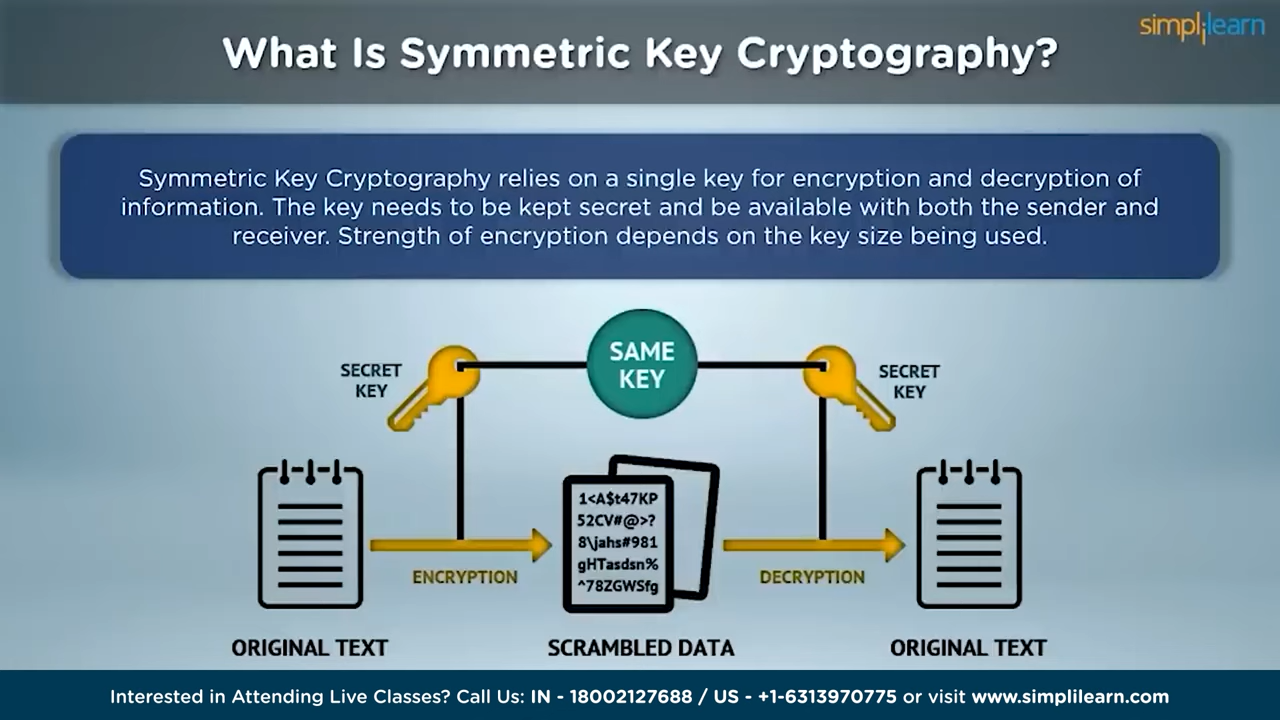 simplilearn
What Is Symmetric Key Cryptography?
Symmetric Key Cryptography relies on a single key for encryption and decryption of
information. The key needs to be kept secret and be available with both the sender and
receiver. Strength of encryption depends on the key size being used.
SAME
KEY
SECRET
KEY
SECRET
KEY
1<A$t47KP
52CV#@>?
8\jahs#981
gHTasdsn%
^78ZGWSfg
ENCRYPTION
DECRYPTION
ORIGINAL TEXT
SCRAMBLED DATA
ORIGINAL TEXT
Interested in Attending Live Classes? Call Us: IN - 18002127688 / US - +1-6313970775 or visit www.simplilearn.com